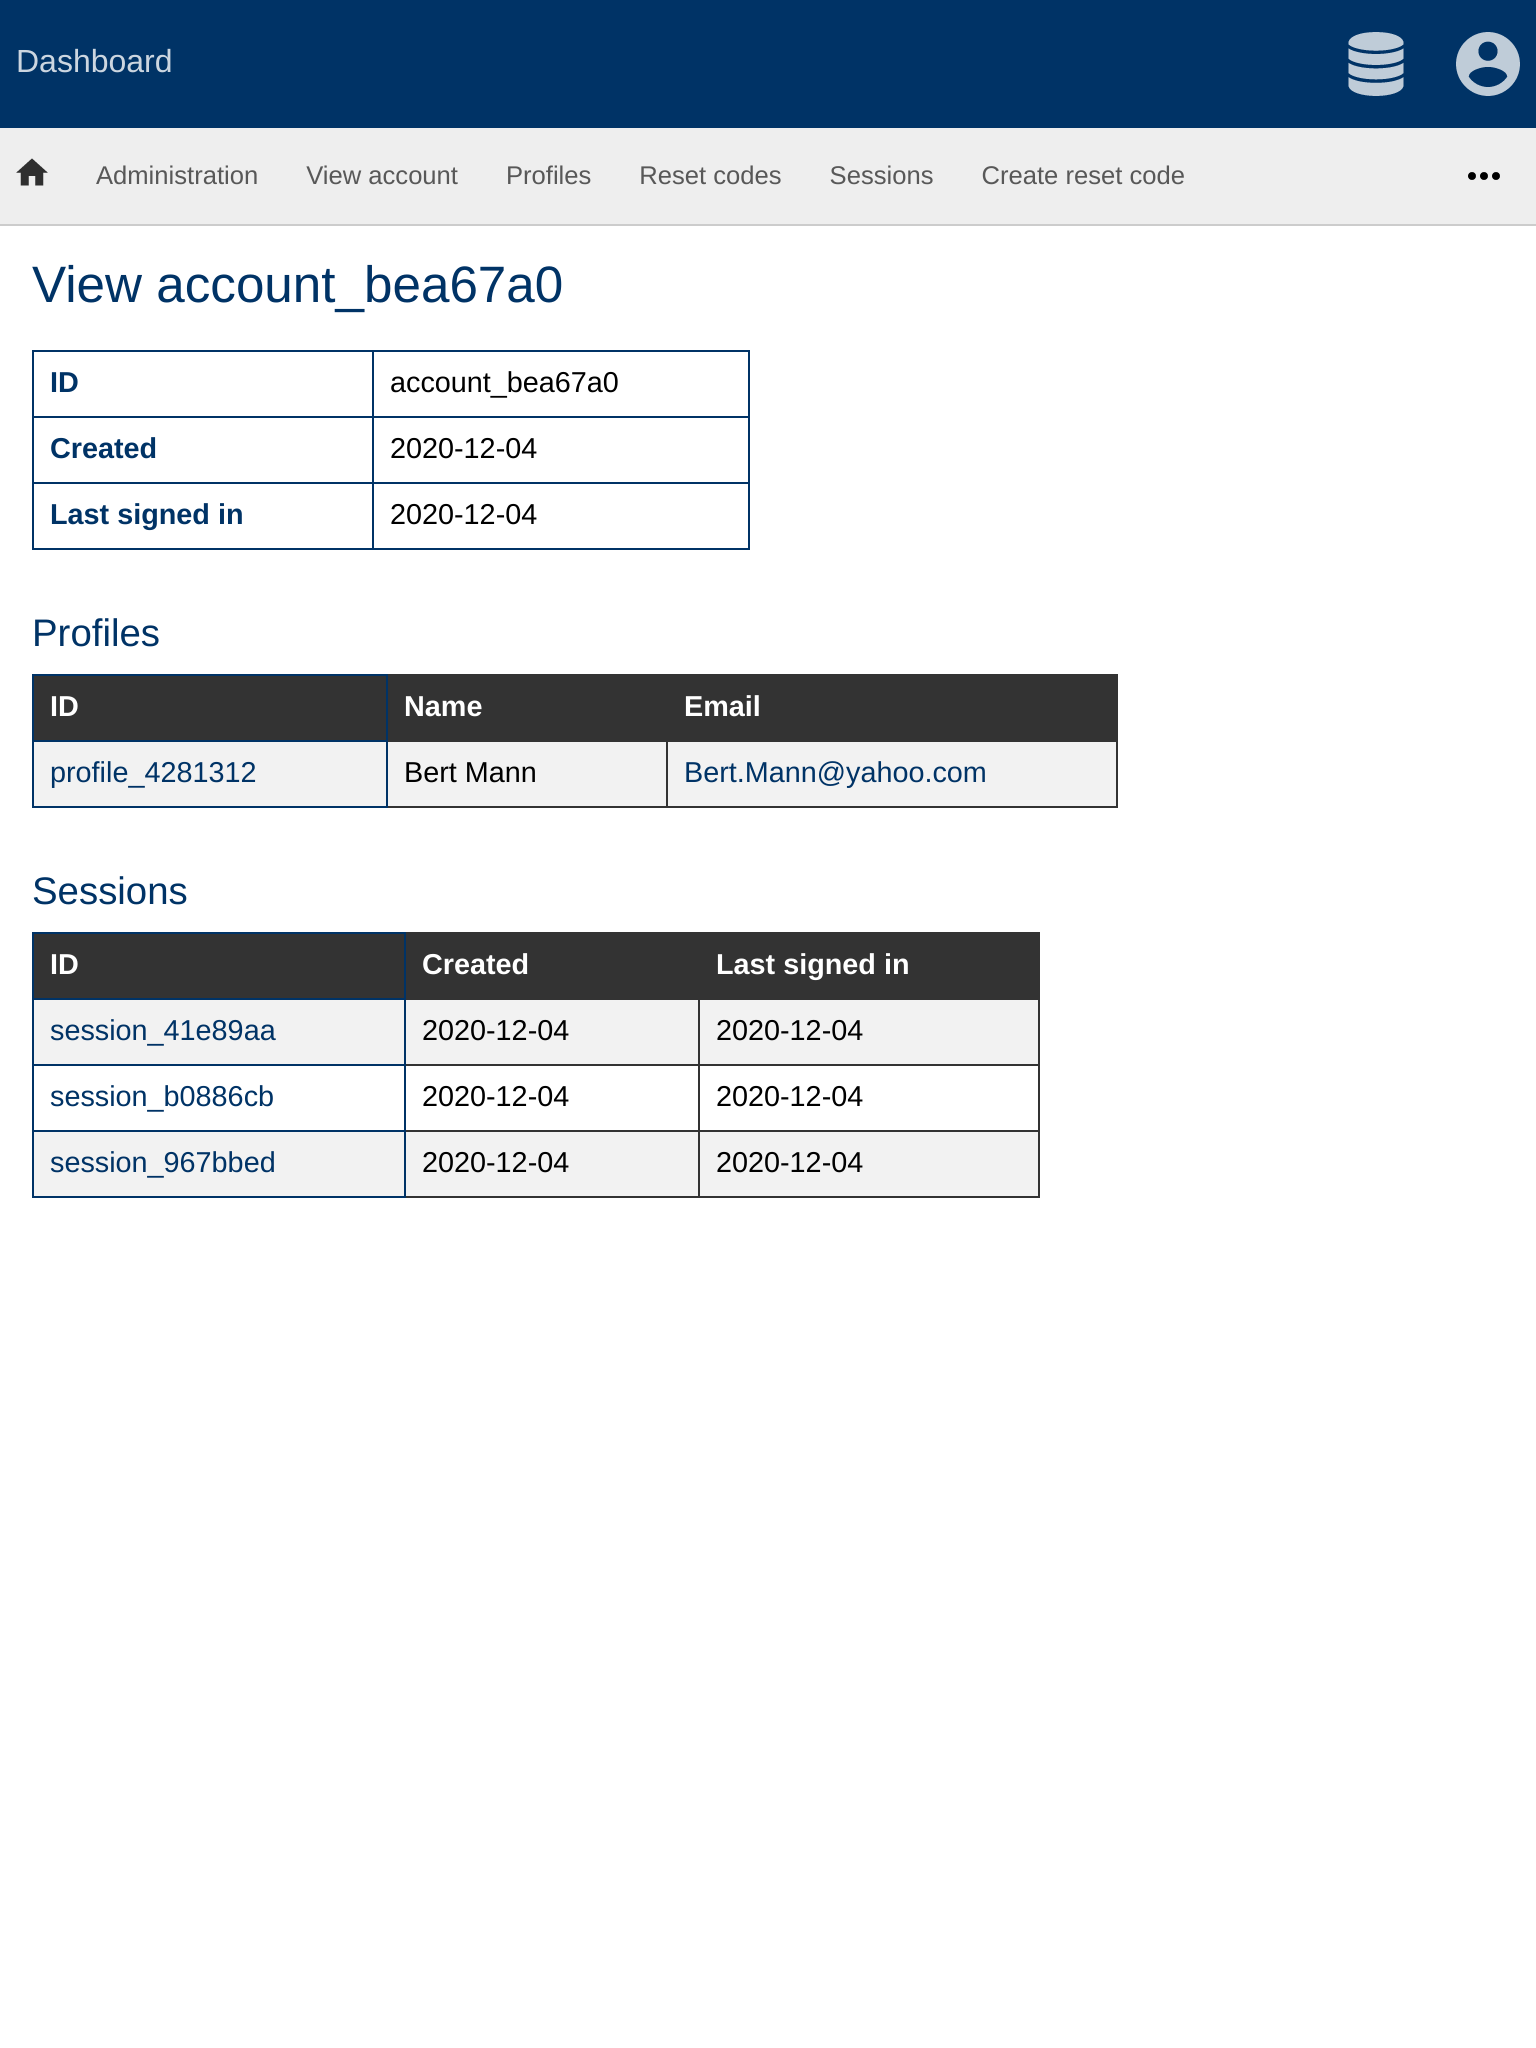 Dashboard
Administration View account Profiles Reset codes Sessions Create reset code
View account_bea67a0
ID account_bea67a0
Created 2020-12-04
Last signed in 2020-12-04
Profiles
ID Name Email
profile_4281312 Bert Mann Bert.Mann@yahoo.com
Sessions
ID Created Last signed in
session_41e89aa 2020-12-04 2020-12-04
session_b0886cb 2020-12-04 2020-12-04
session_967bbed 2020-12-04 2020-12-04